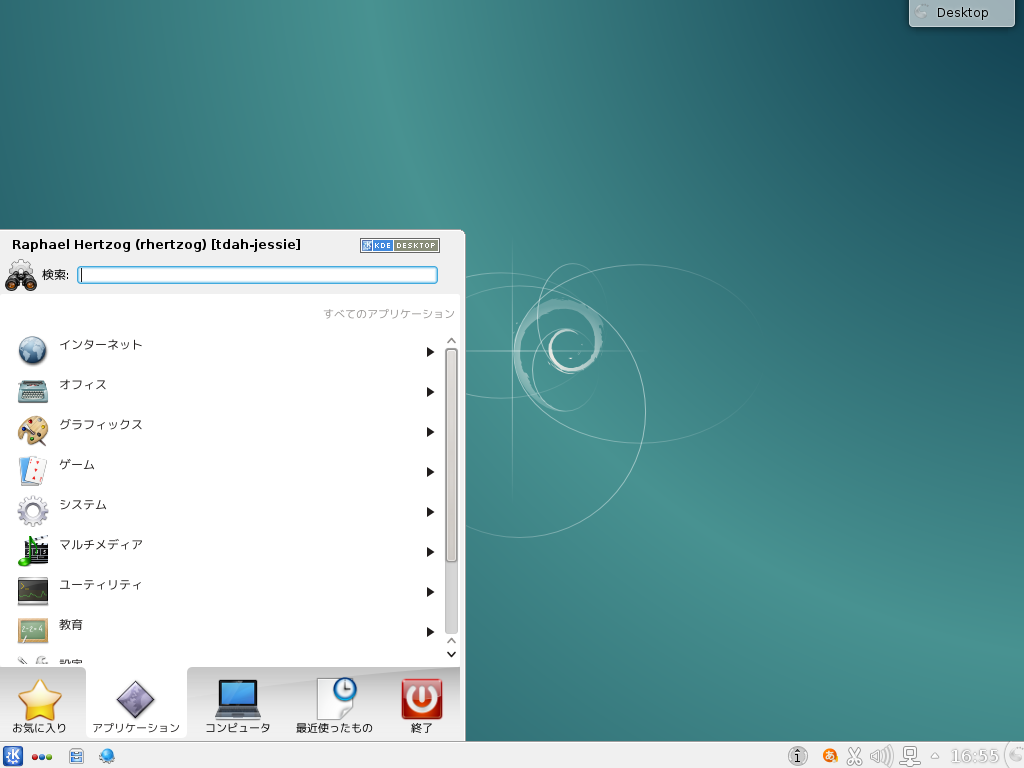 Desktop
Raphael Hertzog (rhertzog) [tdah-jessie]
KDE DESKTOP
検索:
すべてのアプリケーション
インターネット
オフィス
グラフィックス
ゲーム
システム
マルチメディア
ユーティリティ
教育
設定
お気に入り
アプリケーション
コンピュータ
最近使ったもの
終了
あ
16:55